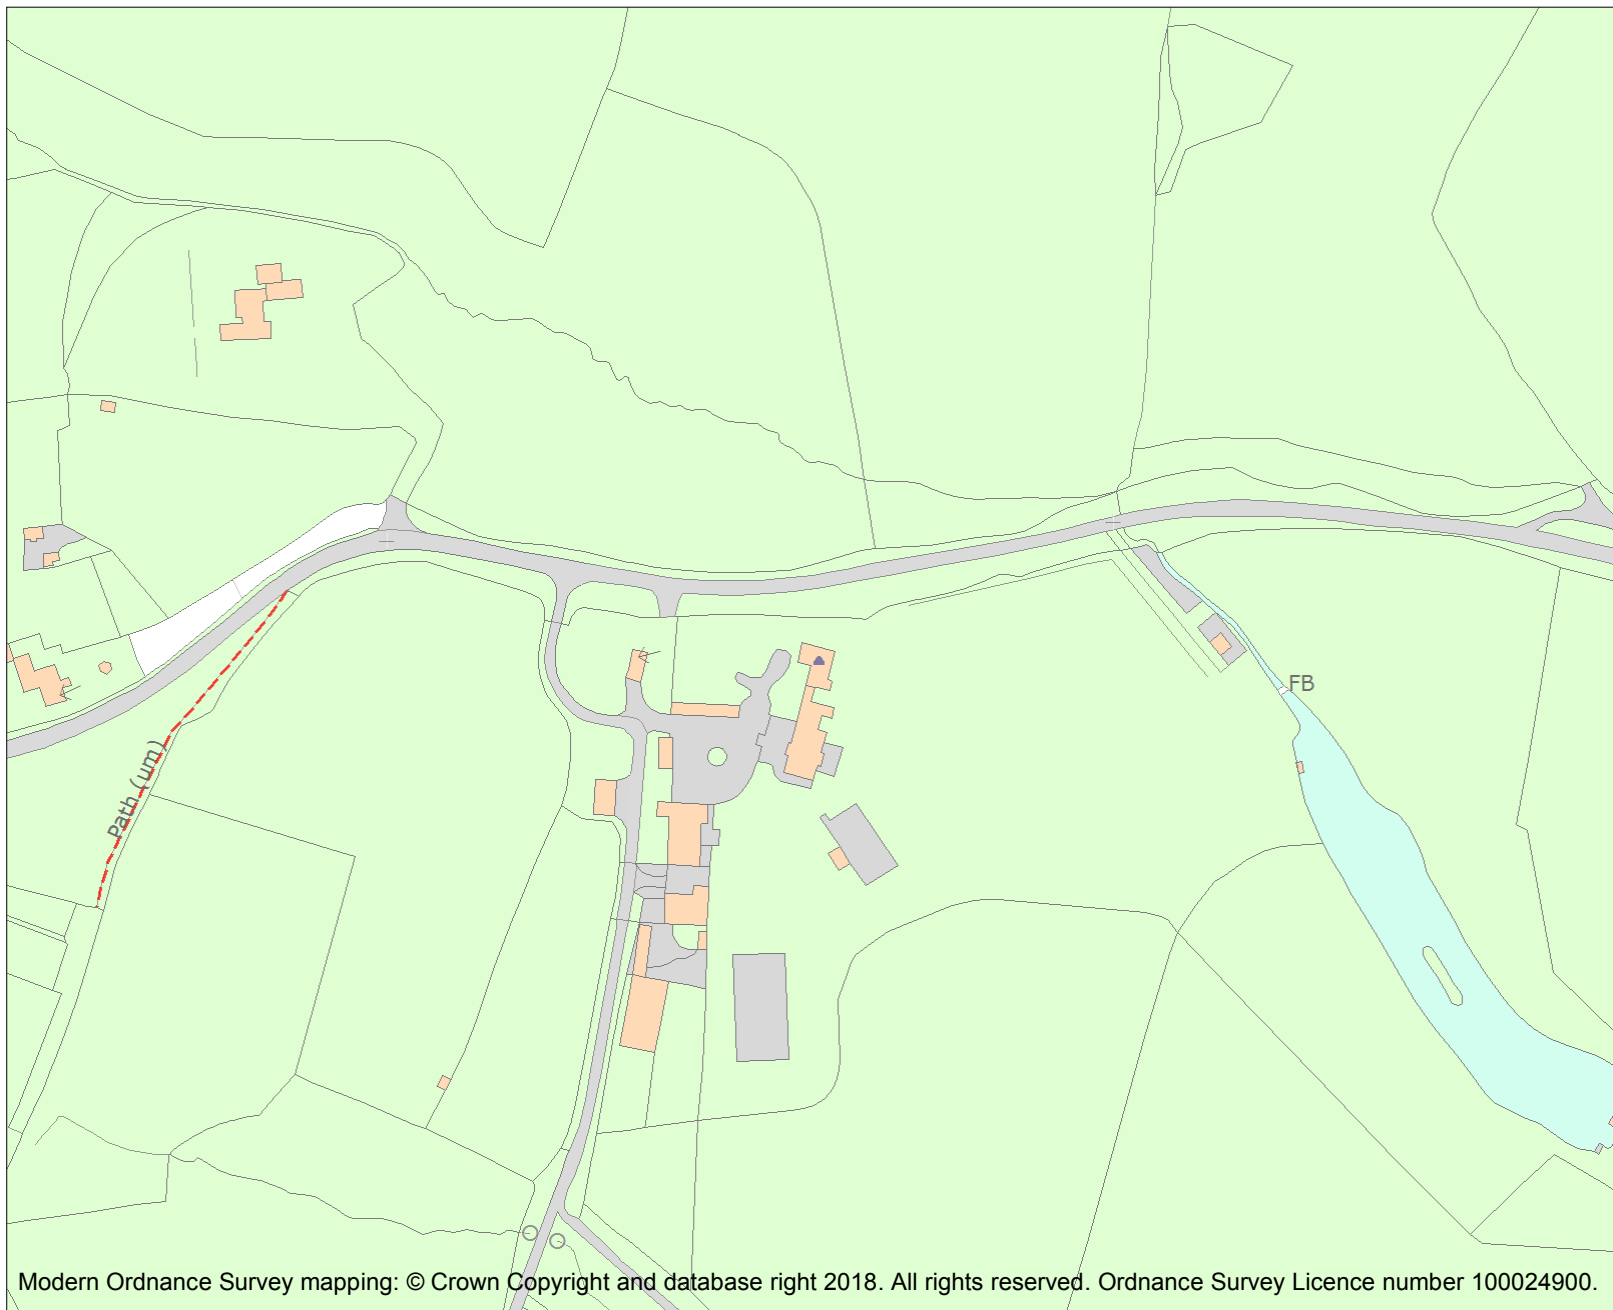 FB
Path (um)
Modern Ordnance Survey mapping: © Crown Copyright and database right 2018. All rights reserved. Ordnance Survey Licence number 100024900.